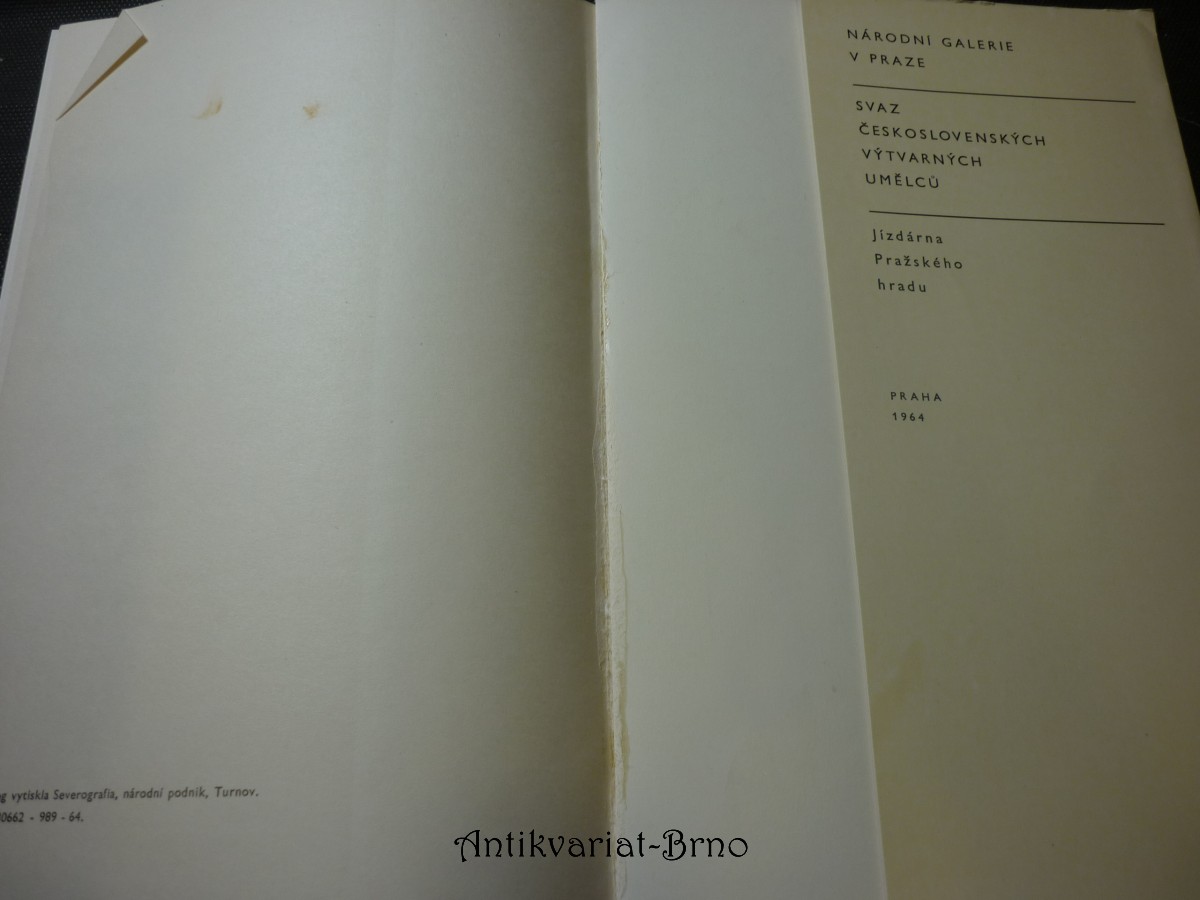 vytiskla Severografia, národní podnik, Turnov.
0662 - 989 - 64.
NÁRODNÍ GALERIE
V PRAZE
SVAZ
ČESKOSLOVENSKÝCH
VÝTVARNÝCH
UMĚLCŮ
Jízdárna
Pražského
hradu
PRAHA
1964
Antikvariat-Brno